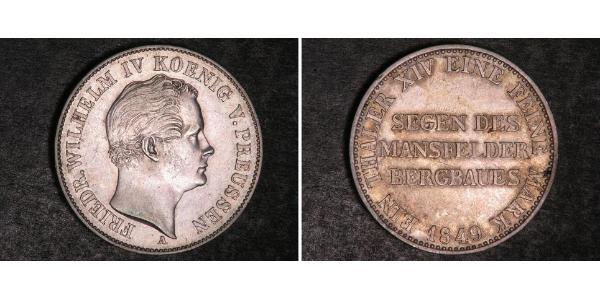 FRIEDR. WILHELM IV KOENIG V. PREUSSEN
A
EIN THALER XIV EINE FEINE MARK
SEGEN DES
MANSFELDER
BERGBAUES
1849